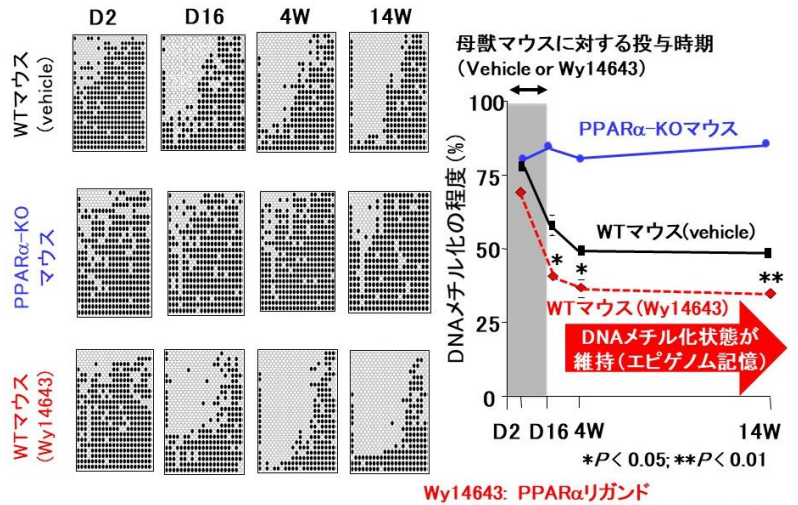 D2 D16 4W 14W
WTマウス
(vehicle)
PPARα-KO
マウス
WTマウス
(Wy14643)
母獣マウスに対する投与時期
(Vehicle or Wy14643)
DNAメチル化の程度(%)
100
75
50
25
0
PPARα-KOマウス
WTマウス(vehicle)
* * **
WTマウス(Wy14643)
DNAメチル化状態が
維持(エピゲノム記憶)
D2 D16 4W 14W
*P< 0.05; **P< 0.01
Wy14643: PPARαリガンド